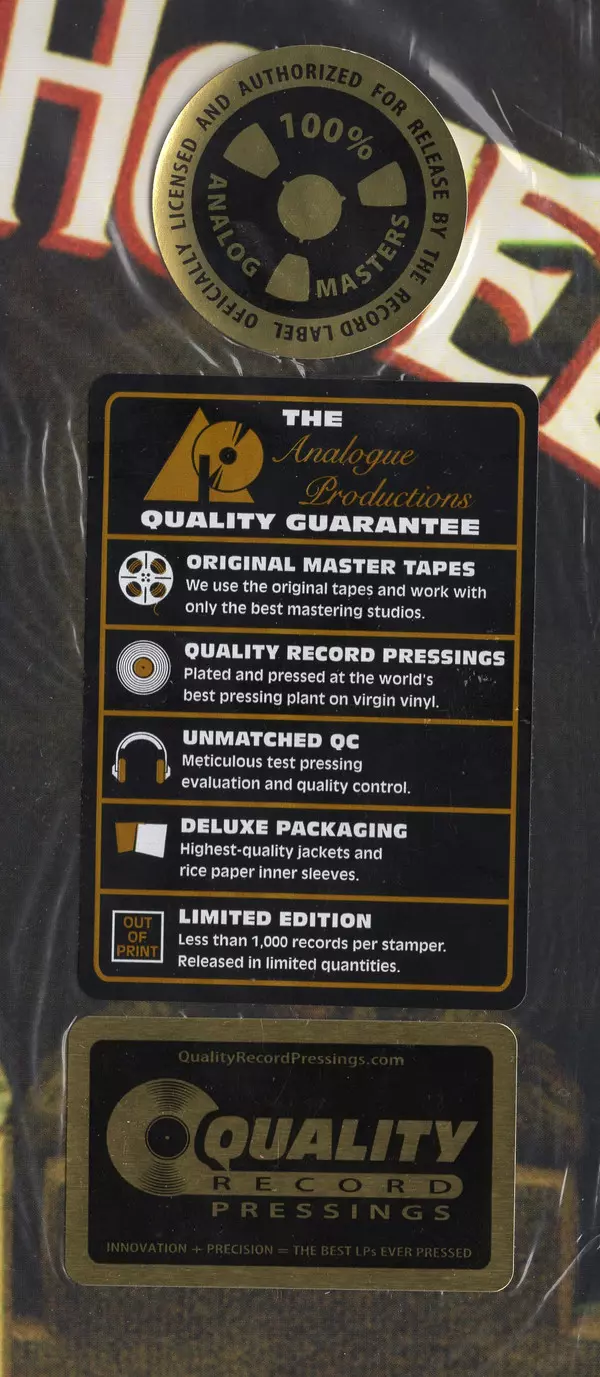 HO
E
OFFICIALLY LICENSED AND AUTHORIZED FOR RELEASE BY THE RECORD LABEL
100%
ANALOG MASTERS
THE
Analogue
Productions
QUALITY GUARANTEE
ORIGINAL MASTER TAPES
We use the original tapes and work with
only the best mastering studios.
QUALITY RECORD PRESSINGS
Plated and pressed at the world's
best pressing plant on virgin vinyl.
UNMATCHED QC
Meticulous test pressing
evaluation and quality control.
DELUXE PACKAGING
Highest-quality jackets and
rice paper inner sleeves.
OUT
OF
PRINT
LIMITED EDITION
Less than 1,000 records per stamper.
Released in limited quantities.
QualityRecordPressings.com
QUALITY
RECORD
PRESSINGS
INNOVATION + PRECISION = THE BEST LPs EVER PRESSED